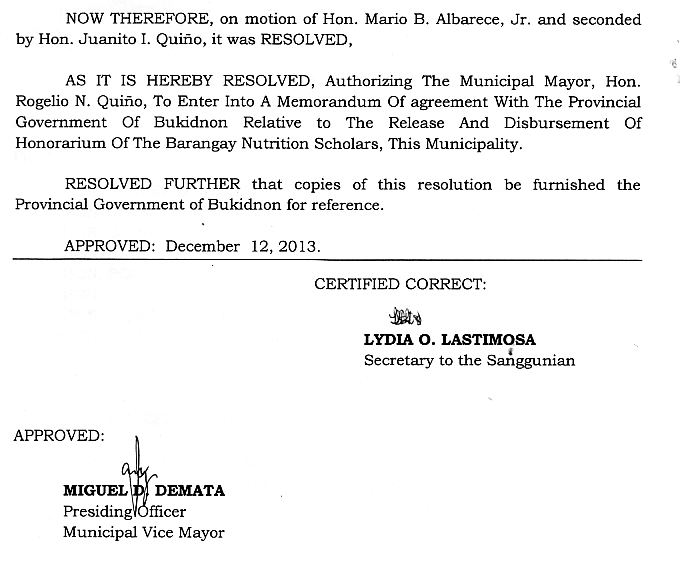 NOW THEREFORE, on motion of Hon. Mario B. Albarece, Jr. and seconded
by Hon. Juanito I. Quiño, it was RESOLVED,
AS IT IS HEREBY RESOLVED, Authorizing The Municipal Mayor, Hon.
Rogelio N. Quiño, To Enter Into A Memorandum Of agreement With The Provincial
Government Of Bukidnon Relative to The Release And Disbursement Of
Honorarium Of The Barangay Nutrition Scholars, This Municipality.
RESOLVED FURTHER that copies of this resolution be furnished the
Provincial Government of Bukidnon for reference.
APPROVED: December 12, 2013.
CERTIFIED CORRECT:
LYDIA O. LASTIMOSA
Secretary to the Sanggunian
APPROVED:
MIGUEL D. DEMATA
Presiding Officer
Municipal Vice Mayor